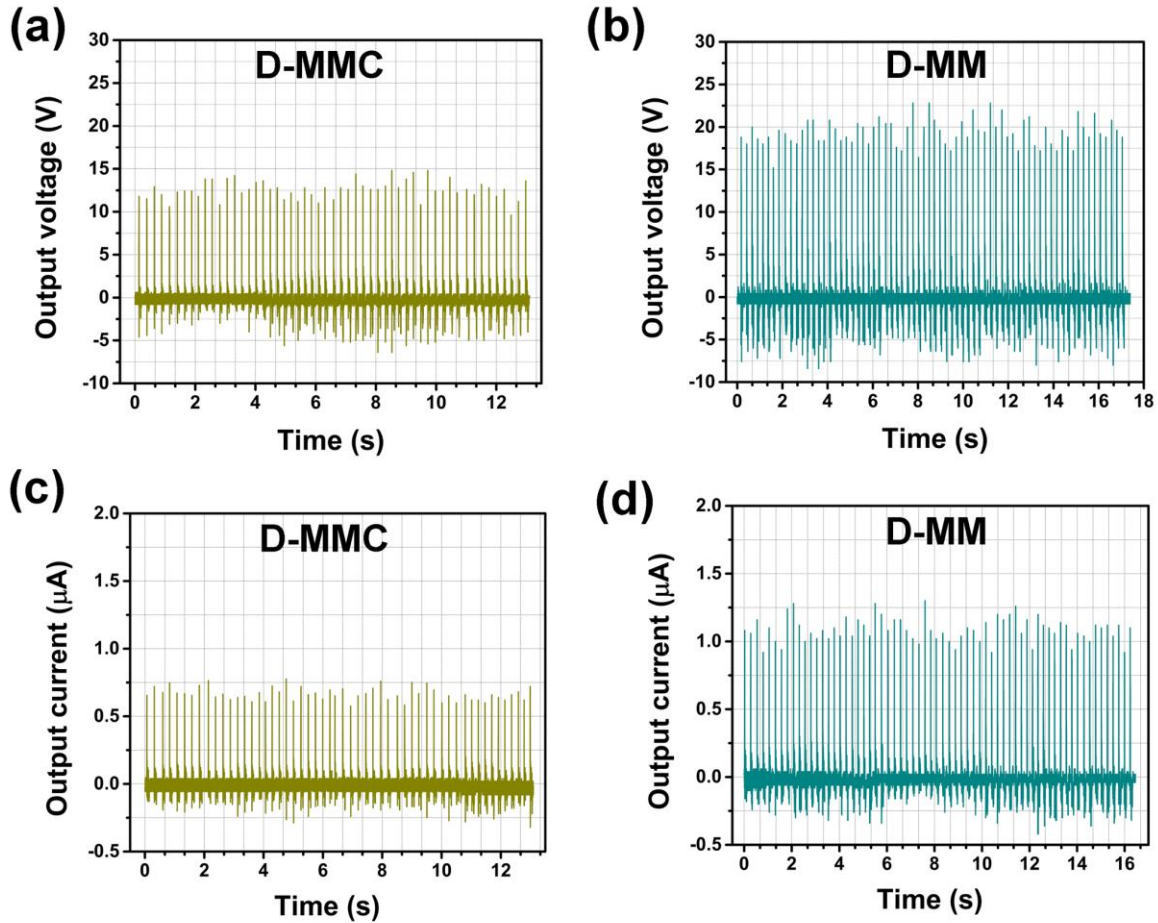 (a)
D-MMC
Output voltage (V)
30
25
20
15
10
5
0
-5
-10
0 2 4 6 8 10 12
Time (s)
(b)
D-MM
Output voltage (V)
30
25
20
15
10
5
0
-5
-10
0 2 4 6 8 10 12 14 16 18
Time (s)
(c)
D-MMC
Output current (μA)
2.0
1.5
1.0
0.5
0.0
-0.5
0 2 4 6 8 10 12
Time (s)
(d)
D-MM
Output current (μA)
2.0
1.5
1.0
0.5
0.0
-0.5
0 2 4 6 8 10 12 14 16
Time (s)